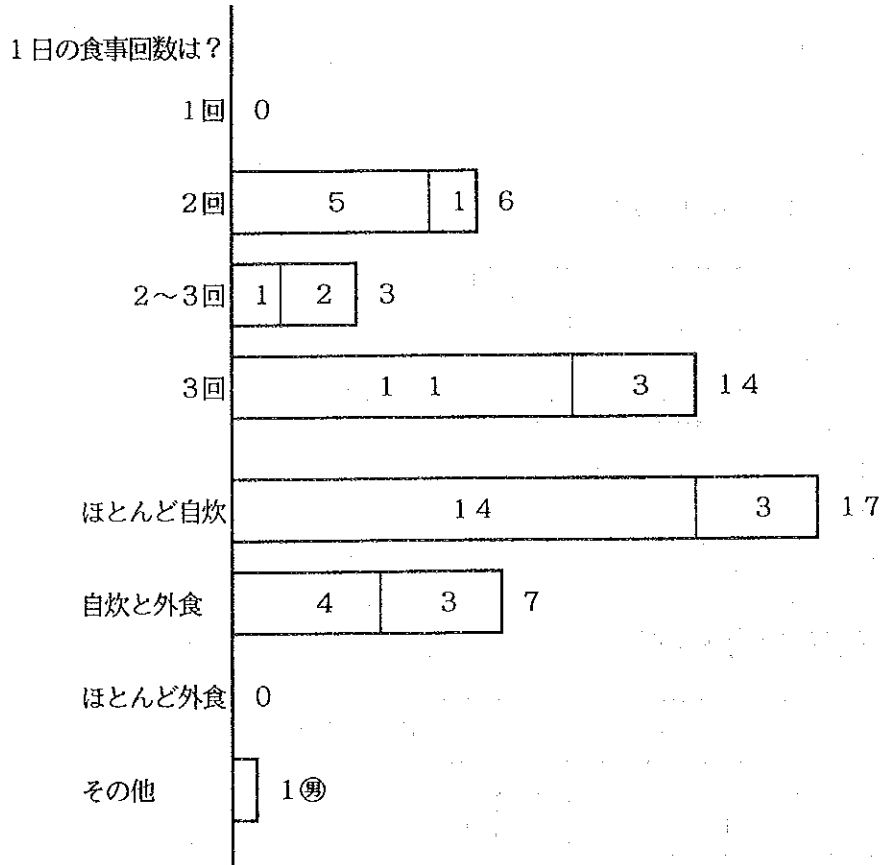 1日の食事回数は？
1回 0
2回 5 1 6
2～3回 1 2 3
3回 11 3 14
ほとんど自炊 14 3 17
自炊と外食 4 3 7
ほとんど外食 0
その他 1㊚